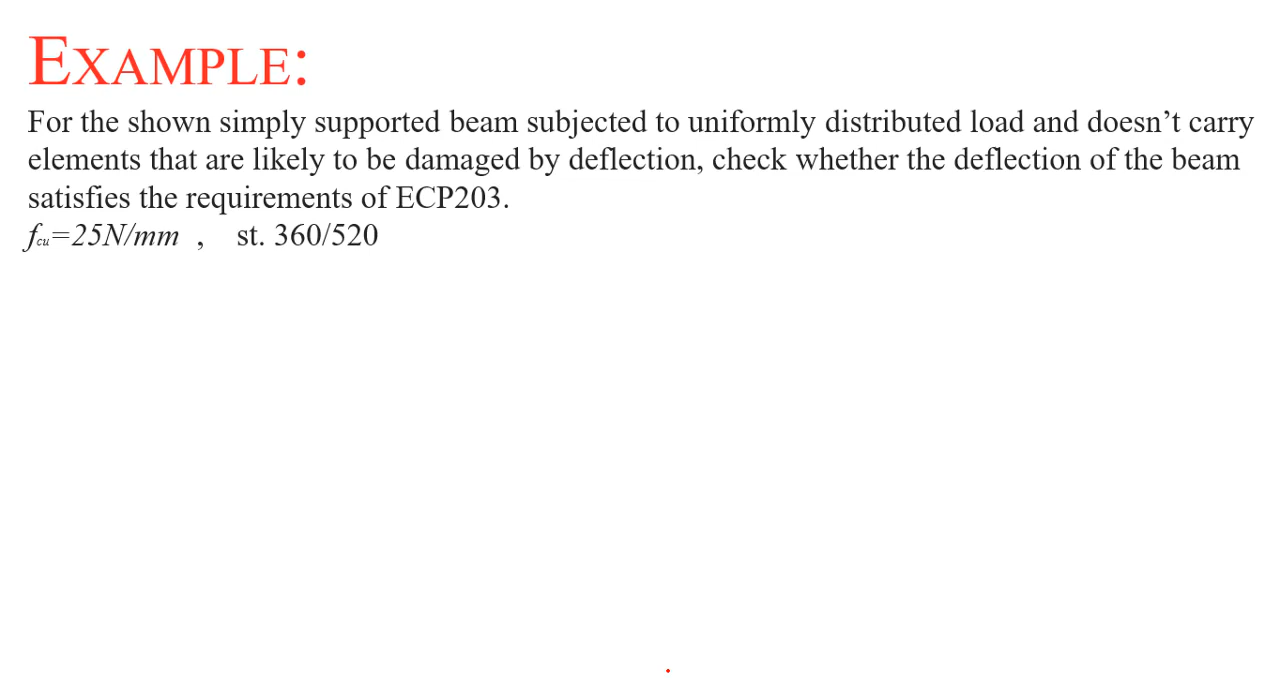 EXAMPLE:
For the shown simply supported beam subjected to uniformly distributed load and doesn’t carry
elements that are likely to be damaged by deflection, check whether the deflection of the beam
satisfies the requirements of ECP203.
fcu=25N/mm , st. 360/520